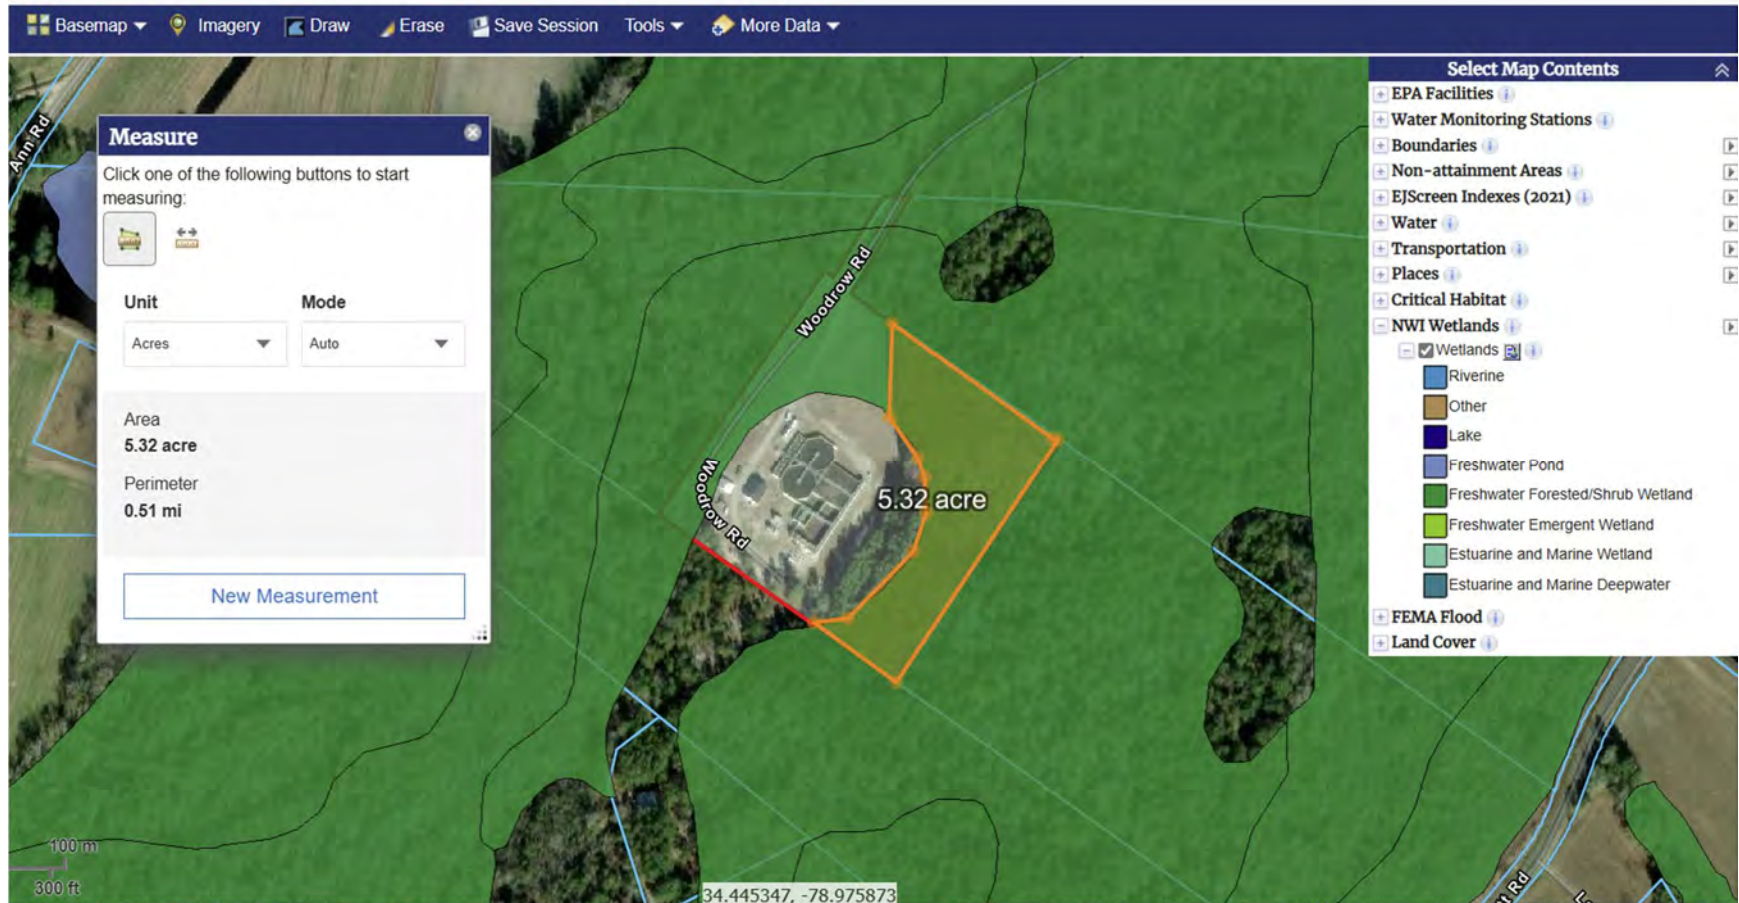 Basemap
Imagery
Draw
Erase
Save Session
Tools
More Data
Ann Rd
Measure
Click one of the following buttons to start
measuring:
Unit
Mode
Acres
Auto
Area
5.32 acre
Perimeter
0.51 mi
New Measurement
Woodrow Rd
Woodrow Rd
5.32 acre
Select Map Contents
EPA Facilities
Water Monitoring Stations
Boundaries
Non-attainment Areas
EJScreen Indexes (2021)
Water
Transportation
Places
Critical Habitat
NWI Wetlands
Wetlands
Riverine
Other
Lake
Freshwater Pond
Freshwater Forested/Shrub Wetland
Freshwater Emergent Wetland
Estuarine and Marine Wetland
Estuarine and Marine Deepwater
FEMA Flood
Land Cover
100 m
300 ft
34.445347, -78.975873
Rd